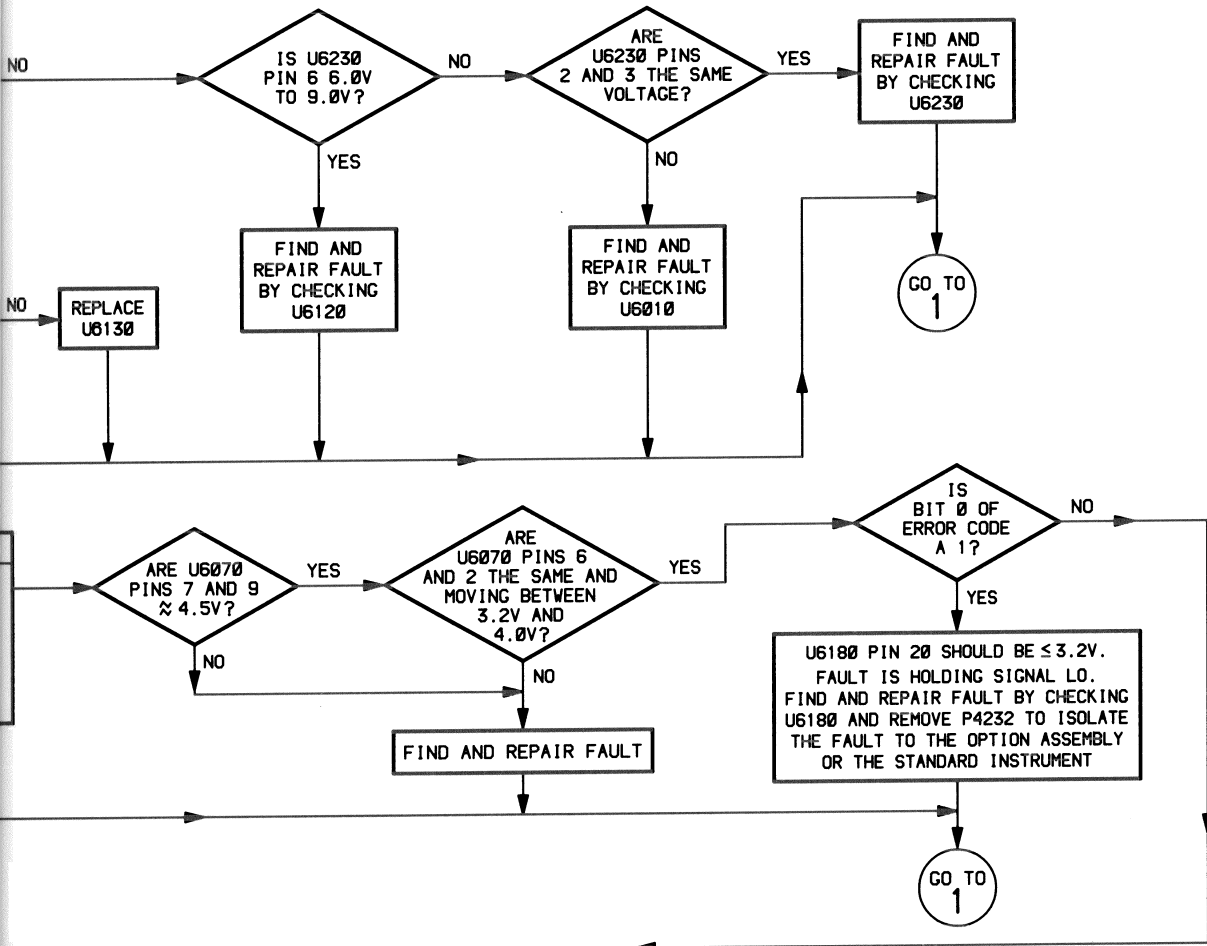 NO
IS U6230
PIN 6 6.0V
TO 9.0V?
NO
ARE
U6230 PINS
2 AND 3 THE SAME
VOLTAGE?
YES
FIND AND
REPAIR FAULT
BY CHECKING
U6230
YES
NO
FIND AND
REPAIR FAULT
BY CHECKING
U6120
FIND AND
REPAIR FAULT
BY CHECKING
U6010
GO TO
1
NO
REPLACE
U6130
IS
BIT 0 OF
ERROR CODE
A 1?
NO
ARE U6070
PINS 7 AND 9
≈ 4.5V?
YES
ARE
U6070 PINS 6
AND 2 THE SAME AND
MOVING BETWEEN
3.2V AND
4.0V?
YES
YES
NO
NO
U6180 PIN 20 SHOULD BE ≤ 3.2V.
FAULT IS HOLDING SIGNAL LO.
FIND AND REPAIR FAULT BY CHECKING
U6180 AND REMOVE P4232 TO ISOLATE
THE FAULT TO THE OPTION ASSEMBLY
OR THE STANDARD INSTRUMENT
FIND AND REPAIR FAULT
GO TO
1